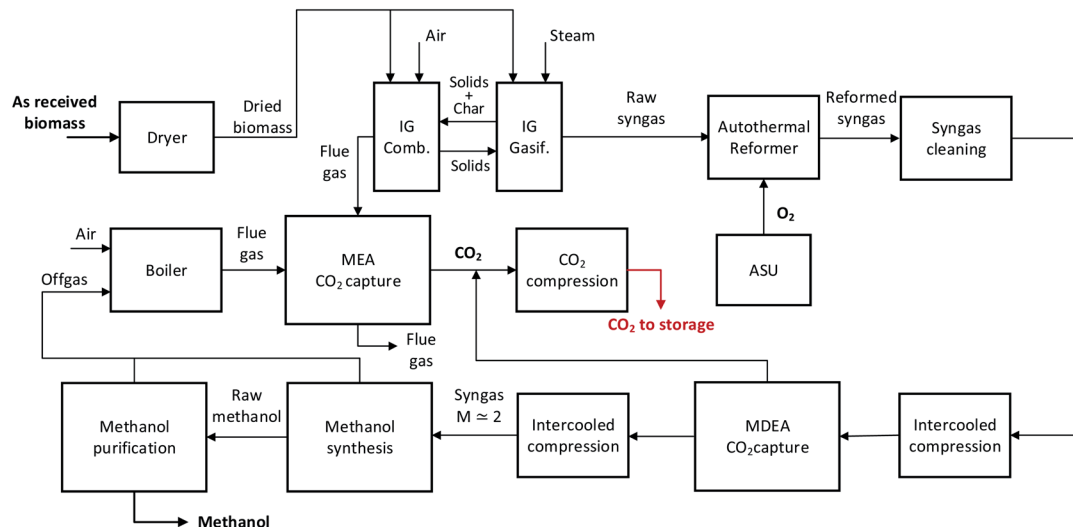 Air
Steam
As received
biomass
Dryer
Dried
biomass
IG
Comb.
Solids
+
Char
Solids
IG
Gasif.
Raw
syngas
Autothermal
Reformer
Reformed
syngas
Syngas
cleaning
Flue
gas
O₂
ASU
Air
Offgas
Boiler
Flue
gas
MEA
CO₂ capture
CO₂
CO₂
compression
CO₂ to storage
Flue
gas
Methanol
purification
Raw
methanol
Methanol
synthesis
Syngas
M ≃ 2
Intercooled
compression
MDEA
CO₂capture
Intercooled
compression
Methanol